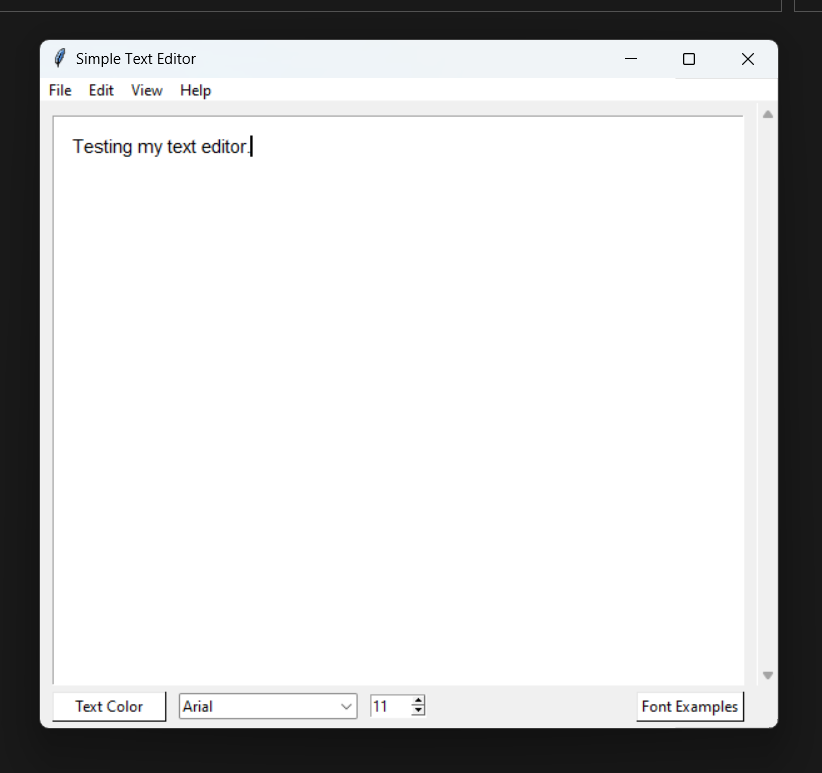 Simple Text Editor
File Edit View Help
Testing my text editor.
Text Color Arial 11 Font Examples